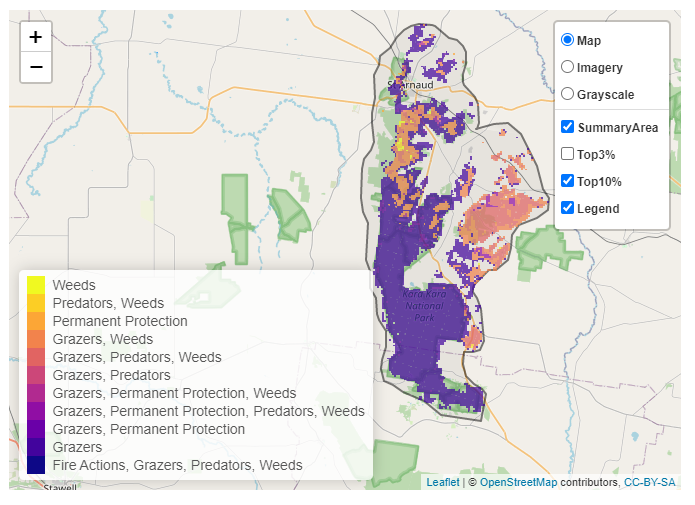 +
−
St Arnaud
Map
Imagery
Grayscale
SummaryArea
Top3%
Top10%
Legend
Kara Kara
National
Park
Weeds
Predators, Weeds
Permanent Protection
Grazers, Weeds
Grazers, Predators, Weeds
Grazers, Predators
Grazers, Permanent Protection, Weeds
Grazers, Permanent Protection, Predators, Weeds
Grazers, Permanent Protection
Grazers
Fire Actions, Grazers, Predators, Weeds
Stawell
Leaflet | © OpenStreetMap contributors, CC-BY-SA